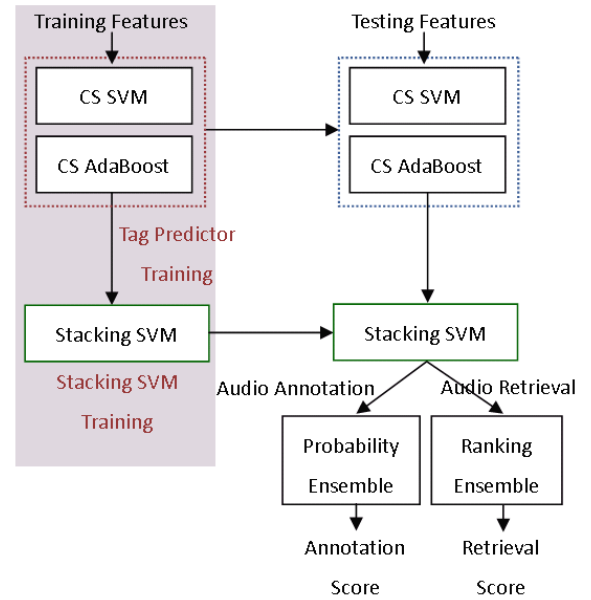 Training Features
Testing Features
CS SVM
CS SVM
CS AdaBoost
CS AdaBoost
Tag Predictor
Training
Stacking SVM
Stacking SVM
Stacking SVM
Training
Audio Annotation
Audio Retrieval
Probability
Ensemble
Ranking
Ensemble
Annotation
Score
Retrieval
Score